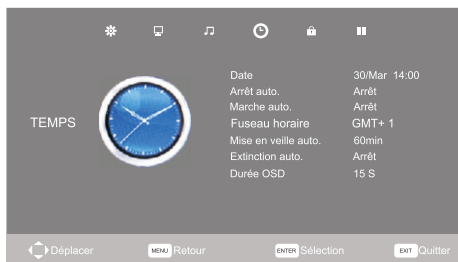 Date 30/Mar 14:00
Arrêt auto. Arrêt
Marche auto. Arrêt
TEMPS Fuseau horaire GMT+ 1
Mise en veille auto. 60min
Extinction auto. Arrêt
Durée OSD 15 S
Déplacer MENU Retour ENTER Sélection EXIT Quitter